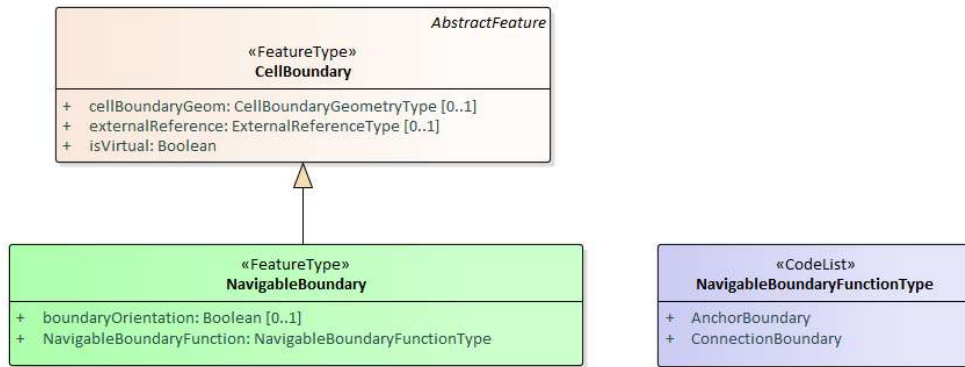 AbstractFeature
«FeatureType»
CellBoundary
+ cellBoundaryGeom: CellBoundaryGeometryType [0..1]
+ externalReference: ExternalReferenceType [0..1]
+ isVirtual: Boolean
«FeatureType»
NavigableBoundary
+ boundaryOrientation: Boolean [0..1]
+ NavigableBoundaryFunction: NavigableBoundaryFunctionType
«CodeList»
NavigableBoundaryFunctionType
+ AnchorBoundary
+ ConnectionBoundary